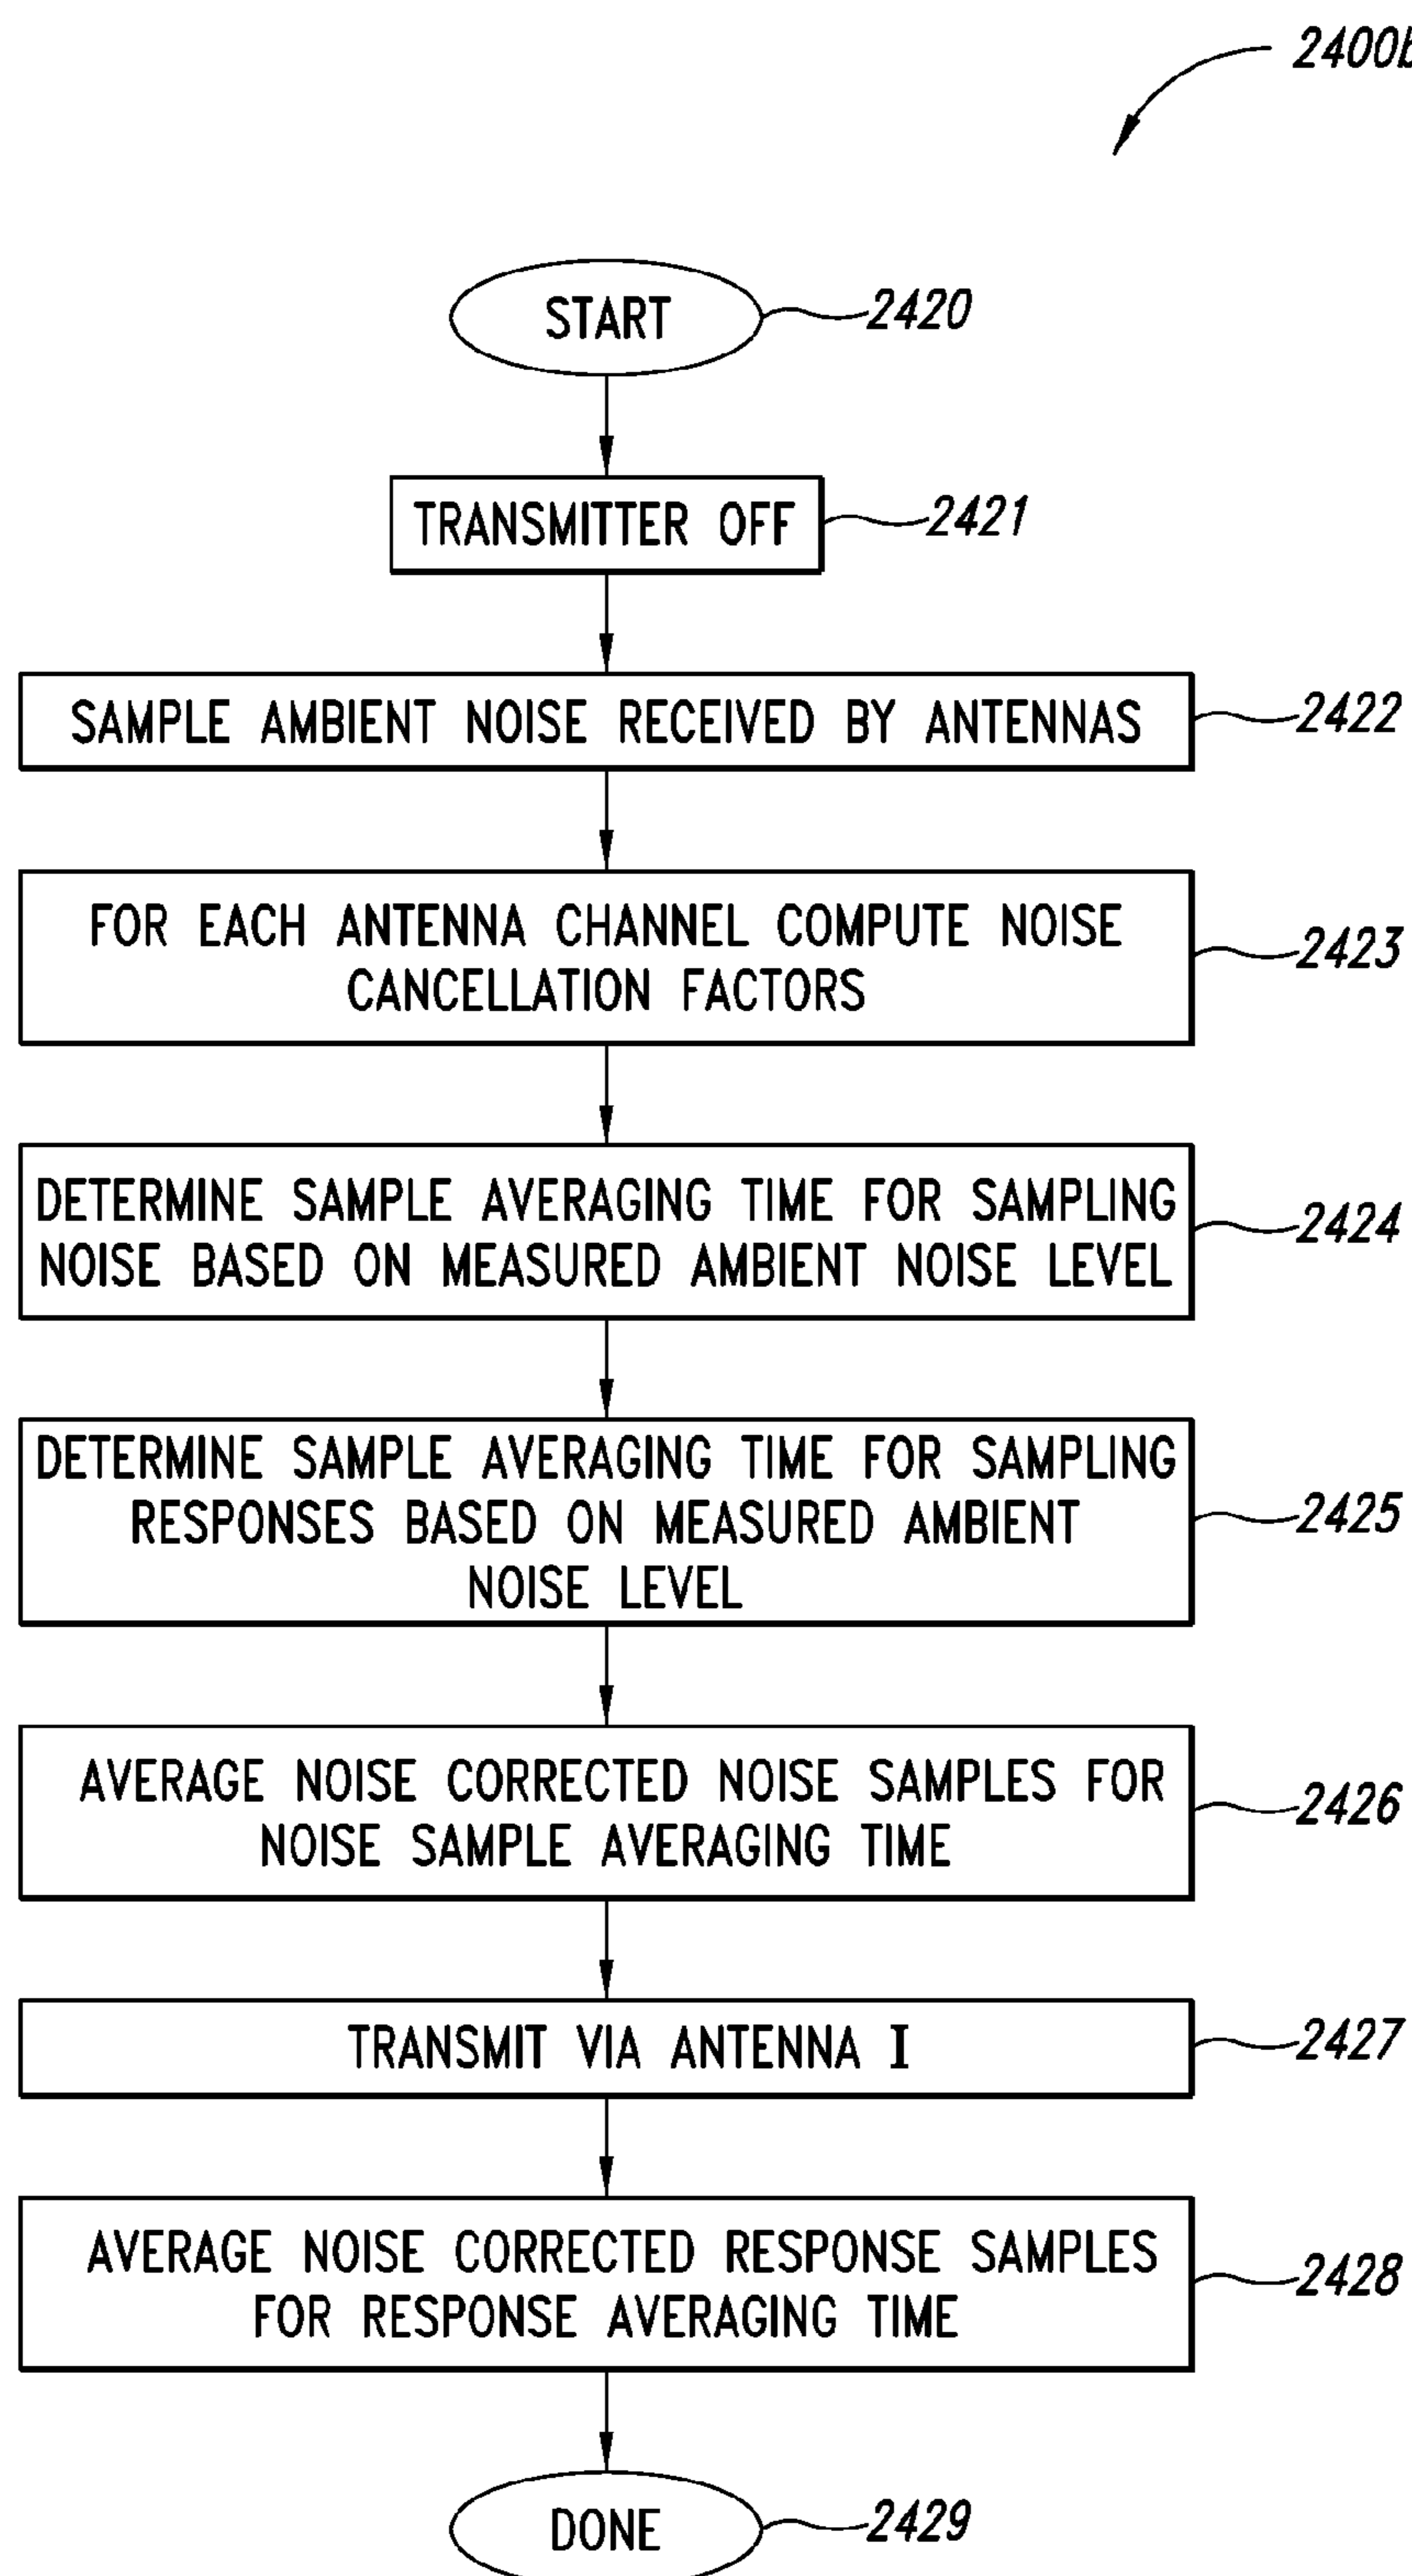 2400b
START
2420
TRANSMITTER OFF
2421
SAMPLE AMBIENT NOISE RECEIVED BY ANTENNAS
2422
FOR EACH ANTENNA CHANNEL COMPUTE NOISE
CANCELLATION FACTORS
2423
DETERMINE SAMPLE AVERAGING TIME FOR SAMPLING
NOISE BASED ON MEASURED AMBIENT NOISE LEVEL
2424
DETERMINE SAMPLE AVERAGING TIME FOR SAMPLING
RESPONSES BASED ON MEASURED AMBIENT
NOISE LEVEL
2425
AVERAGE NOISE CORRECTED NOISE SAMPLES FOR
NOISE SAMPLE AVERAGING TIME
2426
TRANSMIT VIA ANTENNA I
2427
AVERAGE NOISE CORRECTED RESPONSE SAMPLES
FOR RESPONSE AVERAGING TIME
2428
DONE
2429